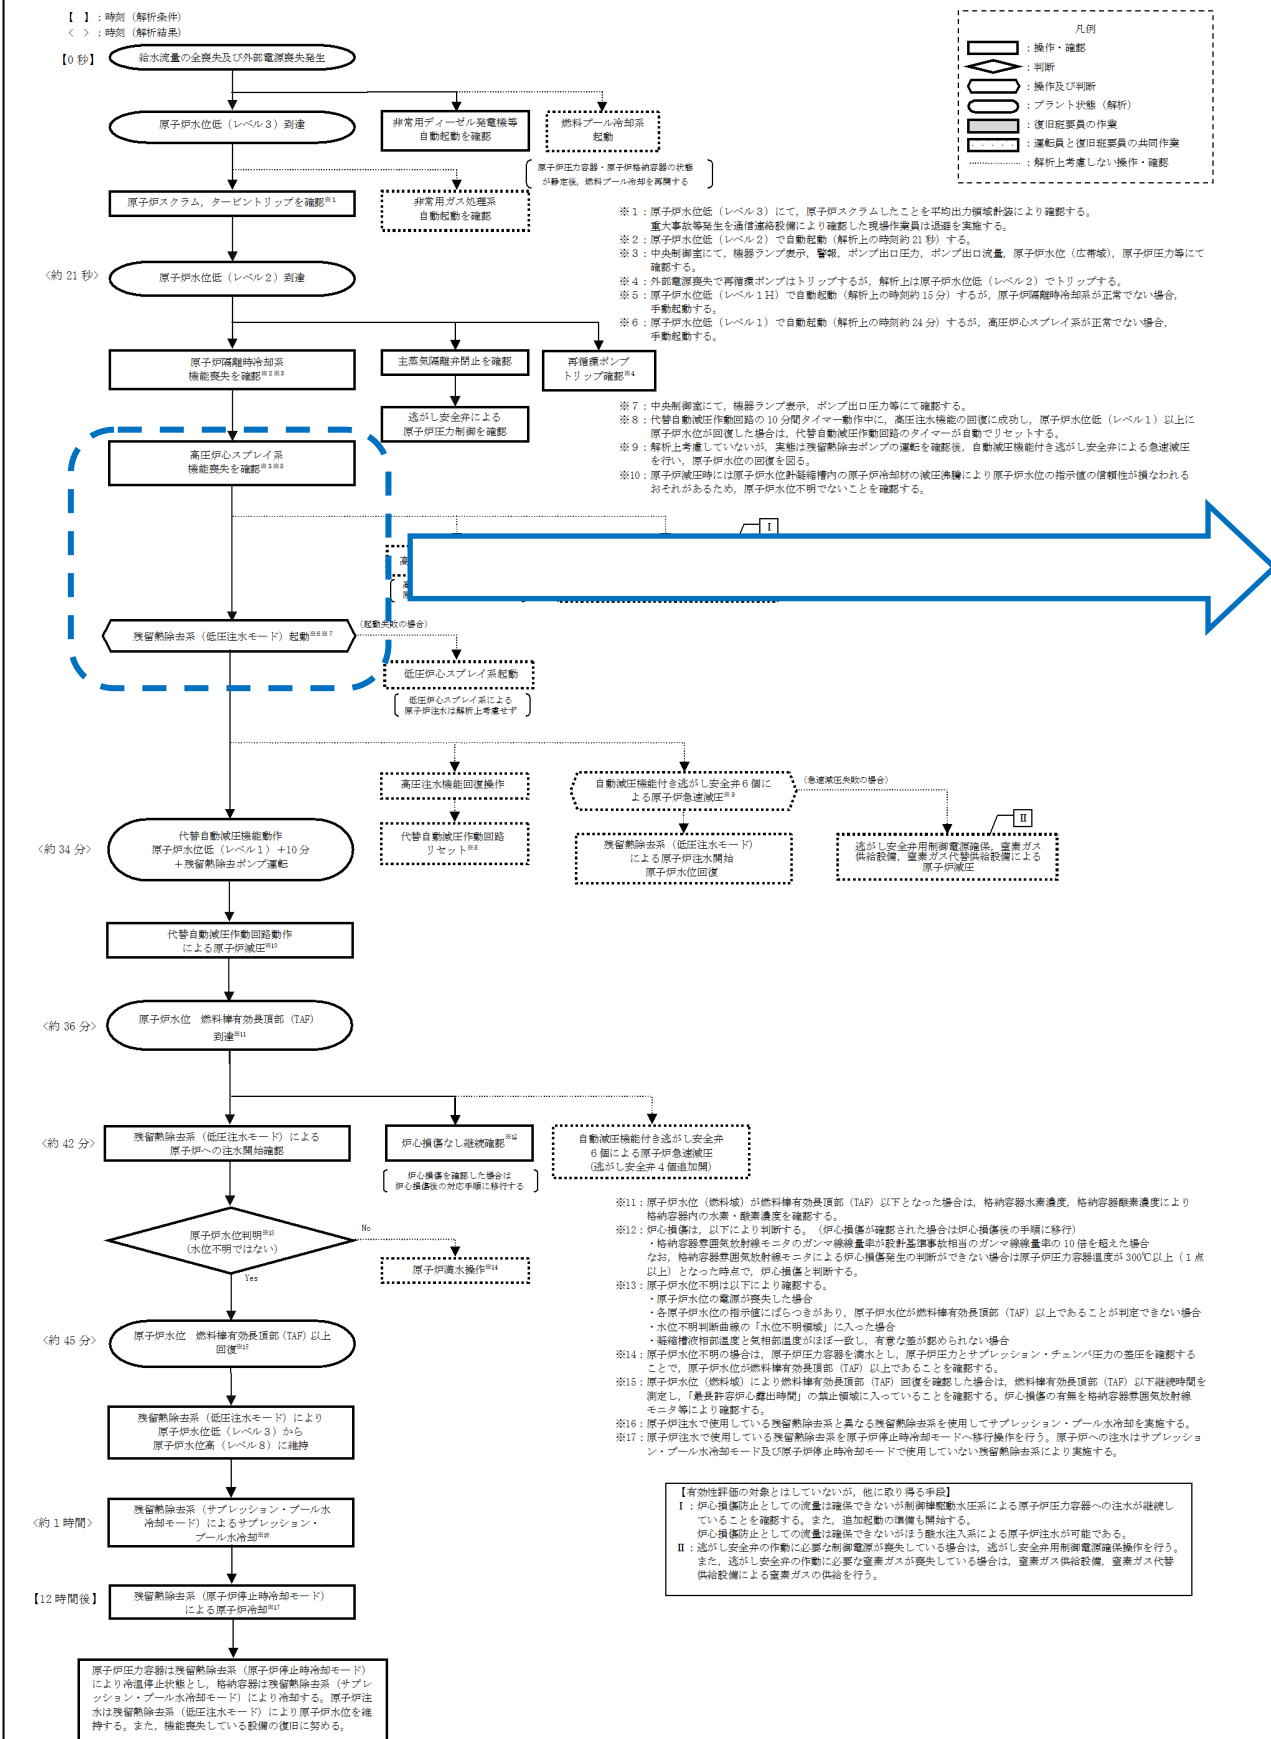 【　】：時刻（解析条件）
〈　〉：時刻（解析結果）
【0 秒】
給水流量の全喪失及び外部電源喪失発生
原子炉水位低（レベル３）到達
非常用ディーゼル発電機等
自動起動を確認
燃料プール冷却系
起動
原子炉圧力容器・原子炉格納容器の状態
が静定後，燃料プール冷却を再開する
原子炉スクラム，タービントリップを確認※1
非常用ガス処理系
自動起動を確認
〈約 21 秒〉
原子炉水位低（レベル２）到達
原子炉隔離時冷却系
機能喪失を確認※2※3
主蒸気隔離弁閉止を確認
再循環ポンプ
トリップ確認※4
逃がし安全弁による
原子炉圧力制御を確認
高圧炉心スプレイ系
機能喪失を確認※3※5
凡例
：操作・確認
：判断
：操作及び判断
：プラント状態（解析）
：復旧班要員の作業
：運転員と復旧班要員の共同作業
：解析上考慮しない操作・確認
※１：原子炉水位低（レベル３）にて，原子炉スクラムしたことを平均出力領域計装により確認する。
重大事故等発生を通信連絡設備により確認した現場作業員は退避を実施する。
※２：原子炉水位低（レベル２）で自動起動（解析上の時刻約 21 秒）する。
※３：中央制御室にて，機器ランプ表示，警報，ポンプ出口圧力，ポンプ出口流量，原子炉水位（広帯域），原子炉圧力等にて
確認する。
※４：外部電源喪失で再循環ポンプはトリップするが，解析上は原子炉水位低（レベル２）でトリップする。
※５：原子炉水位低（レベル１Ｈ）で自動起動（解析上の時刻約 15 分）するが，原子炉隔離時冷却系が正常でない場合，
手動起動する。
※６：原子炉水位低（レベル１）で自動起動（解析上の時刻約 24 分）するが，高圧炉心スプレイ系が正常でない場合，
手動起動する。
※７：中央制御室にて，機器ランプ表示，ポンプ出口圧力等にて確認する。
※８：代替自動減圧作動回路の 10 分間タイマー動作中に，高圧注水機能の回復に成功し，原子炉水位低（レベル１）以上に
原子炉水位が回復した場合は，代替自動減圧作動回路のタイマーが自動でリセットする。
※９：解析上考慮していないが，実態は残留熱除去ポンプの運転を確認後，自動減圧機能付き逃がし安全弁による急速減圧
を行い，原子炉水位の回復を図る。
※10：原子炉減圧時には原子炉水位計凝縮槽内の原子炉冷却材の減圧沸騰により原子炉水位の指示値の信頼性が損なわれる
おそれがあるため，原子炉水位不明でないことを確認する。
Ⅰ
高
残留熱除去系（低圧注水モード）起動※6※7
（起動失敗の場合）
低圧炉心スプレイ系起動
低圧炉心スプレイ系による
原子炉注水は解析上考慮せず
高圧注水機能回復操作
自動減圧機能付き逃がし安全弁６個に
よる原子炉急速減圧※9
（急速減圧失敗の場合）
Ⅱ
〈約 34 分〉
代替自動減圧機能動作
原子炉水位低（レベル１）＋10 分
＋残留熱除去ポンプ運転
代替自動減圧作動回路
リセット※8
残留熱除去系（低圧注水モード）
による原子炉注水開始
原子炉水位回復
逃がし安全弁用制御電源確保，窒素ガス
供給設備，窒素ガス代替供給設備による
原子炉減圧
代替自動減圧作動回路動作
による原子炉減圧※10
〈約 36 分〉
原子炉水位　燃料棒有効長頂部（TAF）
到達※11
〈約 42 分〉
残留熱除去系（低圧注水モード）による
原子炉への注水開始確認
炉心損傷なし継続確認※12
炉心損傷を確認した場合は
炉心損傷後の対応手順に移行する
自動減圧機能付き逃がし安全弁
６個による原子炉急速減圧
（逃がし安全弁４個追加開）
原子炉水位判明※13
（水位不明ではない）
No
Yes
原子炉満水操作※14
〈約 45 分〉
原子炉水位　燃料棒有効長頂部（TAF）以上
回復※15
残留熱除去系（低圧注水モード）により
原子炉水位低（レベル３）から
原子炉水位高（レベル８）に維持
〈約１時間〉
残留熱除去系（サプレッション・プール水
冷却モード）によるサプレッション・
プール水冷却※16
【12 時間後】
残留熱除去系（原子炉停止時冷却モード）
による原子炉冷却※17
原子炉圧力容器は残留熱除去系（原子炉停止時冷却モード）
により冷温停止状態とし，格納容器は残留熱除去系（サプレ
ッション・プール水冷却モード）により冷却する。原子炉注
水は残留熱除去系（低圧注水モード）により原子炉水位を維
持する。また，機能喪失している設備の復旧に努める。
※11：原子炉水位（燃料域）が燃料棒有効長頂部（TAF）以下となった場合は，格納容器水素濃度，格納容器酸素濃度により
格納容器内の水素・酸素濃度を確認する。
※12：炉心損傷は，以下により判断する。（炉心損傷が確認された場合は炉心損傷後の手順に移行）
・格納容器雰囲気放射線モニタのガンマ線線量率が設計基準事故相当のガンマ線線量率の 10 倍を超えた場合
なお，格納容器雰囲気放射線モニタによる炉心損傷発生の判断ができない場合は原子炉圧力容器温度が 300℃以上（１点
以上）となった時点で，炉心損傷と判断する。
※13：原子炉水位不明は以下により確認する。
・原子炉水位の電源が喪失した場合
・各原子炉水位の指示値にばらつきがあり，原子炉水位が燃料棒有効長頂部（TAF）以上であることが判定できない場合
・水位不明判断曲線の「水位不明領域」に入った場合
・凝縮槽液相部温度と気相部温度がほぼ一致し，有意な差が認められない場合
※14：原子炉水位不明の場合は，原子炉圧力容器を満水とし，原子炉圧力とサプレッション・チェンバ圧力の差圧を確認する
ことで，原子炉水位が燃料棒有効長頂部（TAF）以上であることを確認する。
※15：原子炉水位（燃料域）により燃料棒有効長頂部（TAF）回復を確認した場合は，燃料棒有効長頂部（TAF）以下継続時間を
測定し，「最長許容炉心露出時間」の禁止領域に入っていることを確認する。炉心損傷の有無を格納容器雰囲気放射線
モニタ等により確認する。
※16：原子炉注水で使用している残留熱除去系と異なる残留熱除去系を使用してサプレッション・プール水冷却を実施する。
※17：原子炉注水で使用している残留熱除去系を原子炉停止時冷却モードへ移行操作を行う。原子炉への注水はサプレッショ
ン・プール水冷却モード及び原子炉停止時冷却モードで使用していない残留熱除去系により実施する。
【有効性評価の対象とはしていないが，他に取り得る手段】
Ⅰ：炉心損傷防止としての流量は確保できないが制御棒駆動水圧系による原子炉圧力容器への注水が継続し
ていることを確認する。また，追加起動の準備も開始する。
炉心損傷防止としての流量は確保できないがほう酸水注入系による原子炉注水が可能である。
Ⅱ：逃がし安全弁の作動に必要な制御電源が喪失している場合は，逃がし安全弁用制御電源確保操作を行う。
また，逃がし安全弁の作動に必要な窒素ガスが喪失している場合は，窒素ガス供給設備，窒素ガス代替
供給設備による窒素ガスの供給を行う。